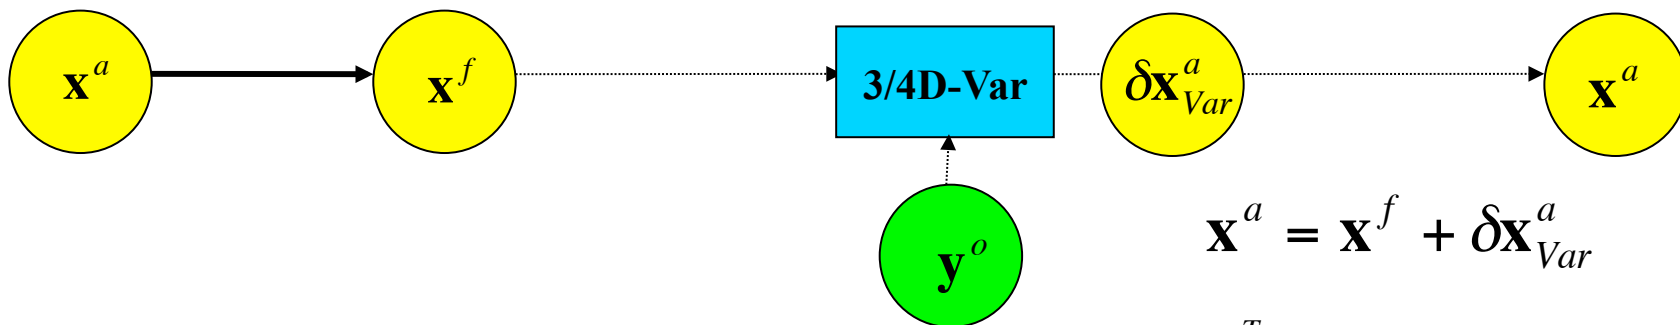 x^a x^f 3/4D-Var δx^a_Var x^a
y^o
x^a = x^f + δx^a_Var
T